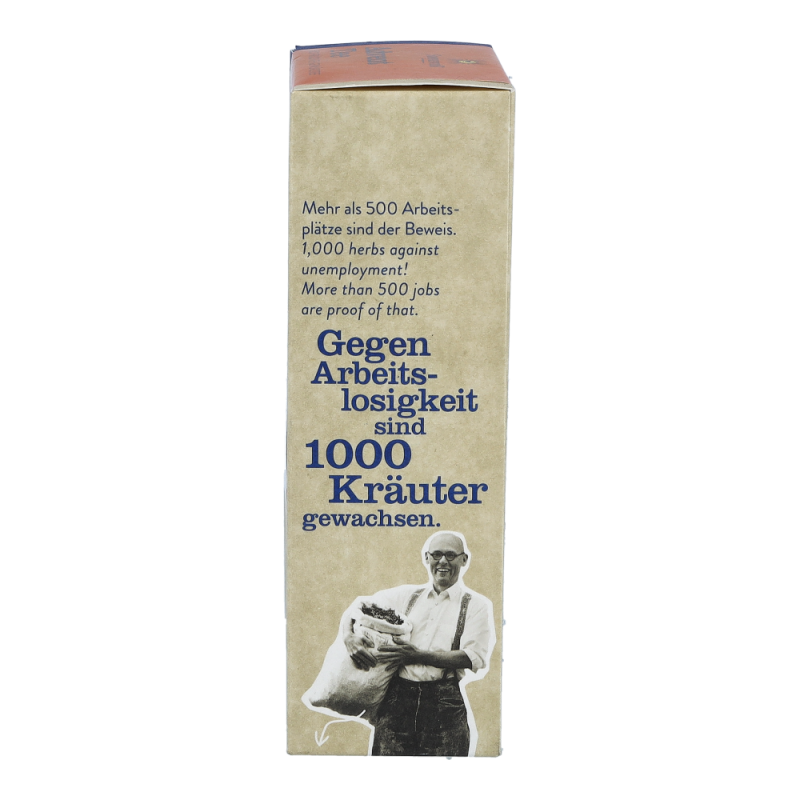 Mehr als 500 Arbeits-
plätze sind der Beweis.
1,000 herbs against
unemployment!
More than 500 jobs
are proof of that.
Gegen
Arbeits-
losigkeit
sind
1000
Kräuter
gewachsen.